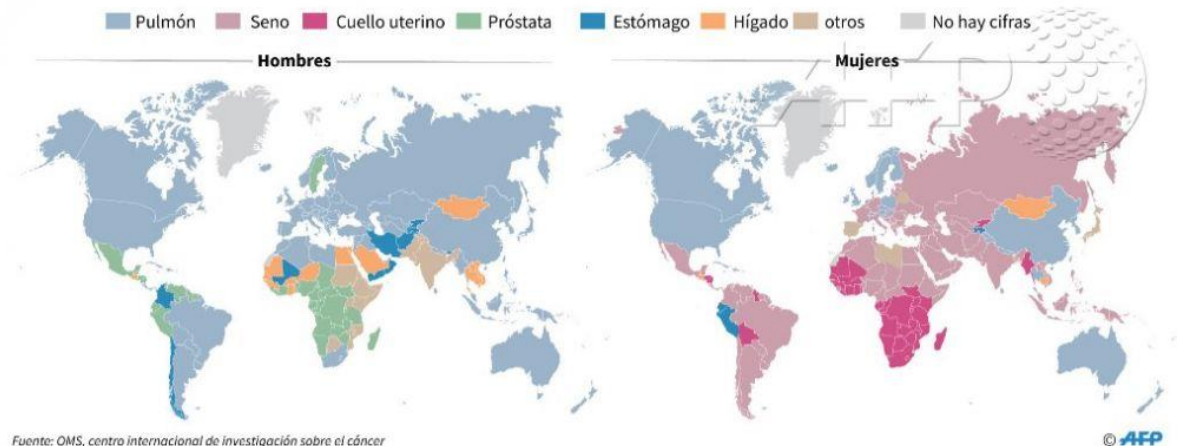 Pulmón Seno Cuello uterino Próstata Estómago Hígado otros No hay cifras
Hombres Mujeres
AFP
Fuente: OMS, centro internacional de investigación sobre el cáncer © AFP